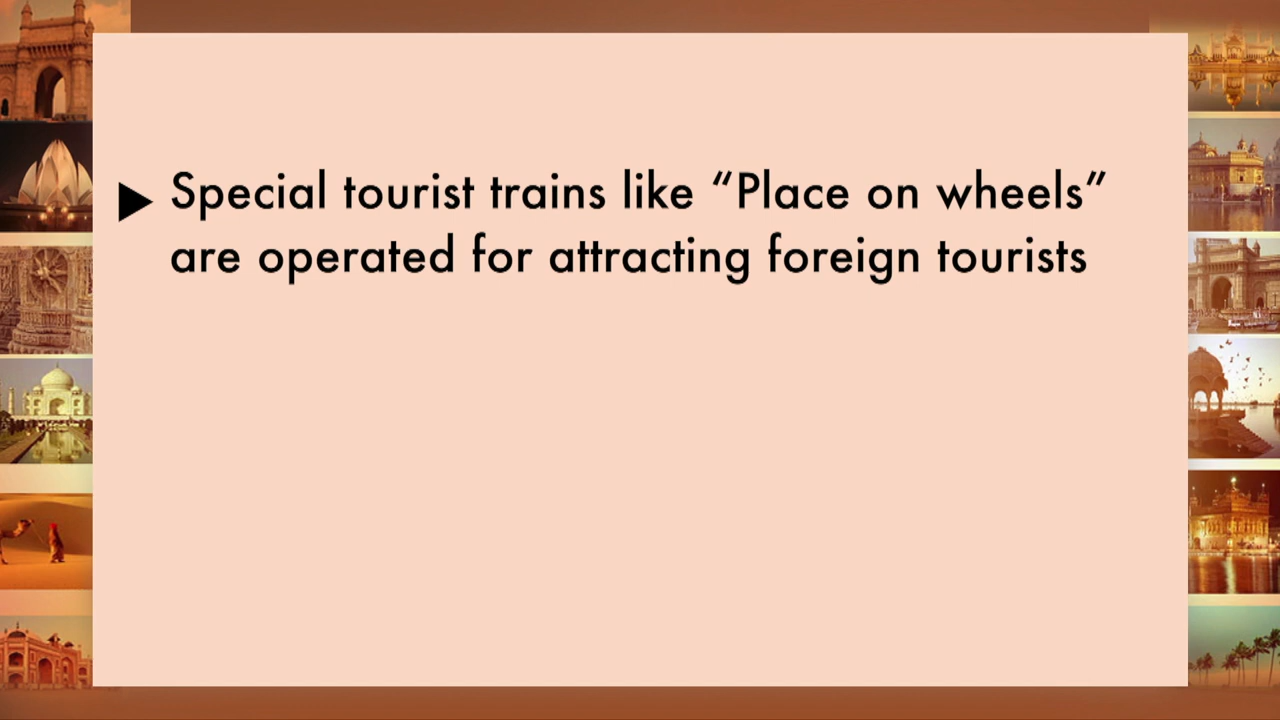 Special tourist trains like “Place on wheels”
are operated for attracting foreign tourists